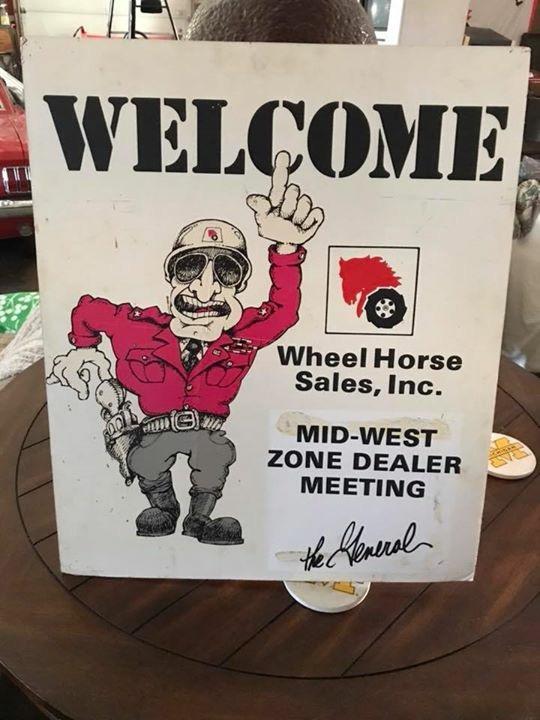 WELCOME
Wheel Horse
Sales, Inc.
MID-WEST
ZONE DEALER
MEETING
the General